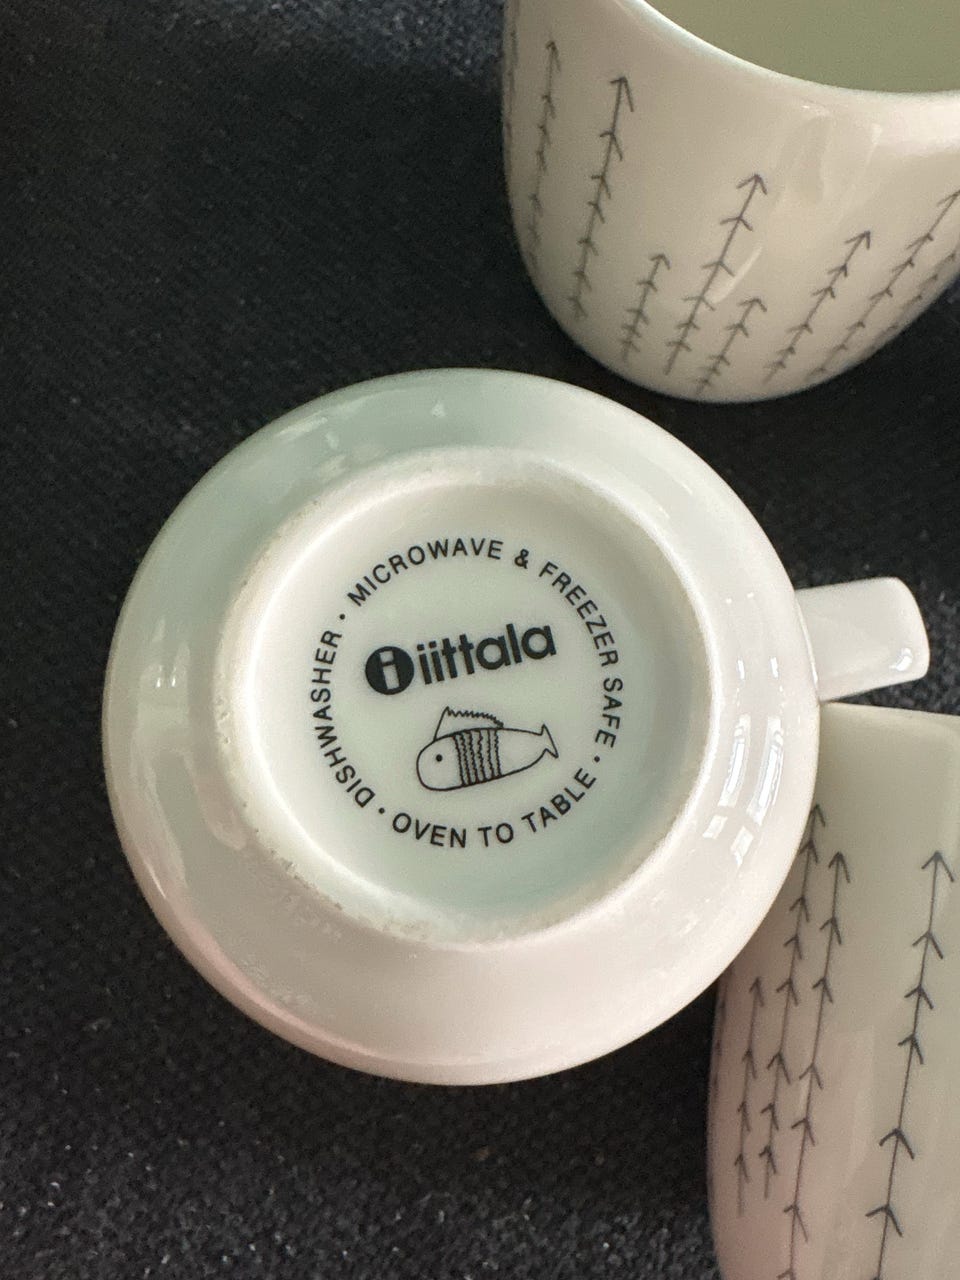 DISHWASHER · MICROWAVE & FREEZER SAFE · OVEN TO TABLE ·
i iittala